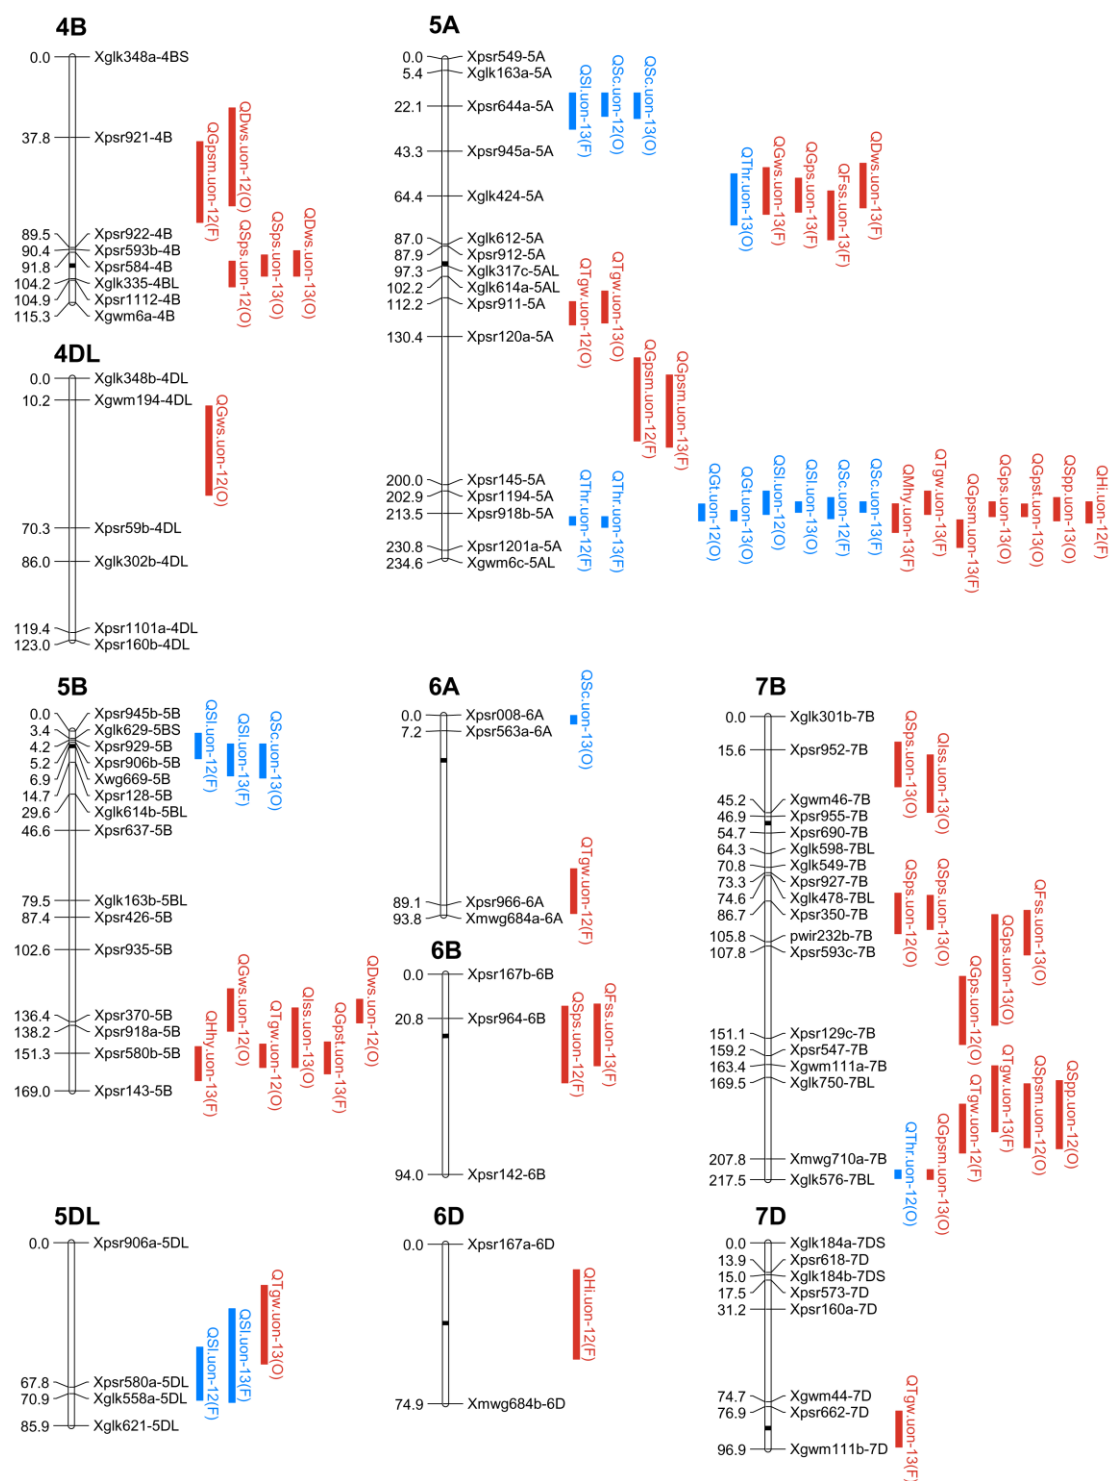 4B
0.0 Xglk348a-4BS
37.8 Xpsr921-4B
89.5 Xpsr922-4B
90.4 Xpsr593b-4B
91.8 Xpsr584-4B
104.2 Xglk335-4BL
104.9 Xpsr1112-4B
115.3 Xgwm6a-4B
QGpsm.uon-12(F)
QDws.uon-12(O)
QSps.uon-12(O)
QSps.uon-13(O)
QDws.uon-13(O)
5A
0.0 Xpsr549-5A
5.4 Xglk163a-5A
22.1 Xpsr644a-5A
43.3 Xpsr945a-5A
64.4 Xglk424-5A
87.0 Xglk612-5A
87.9 Xpsr912-5A
97.3 Xglk317c-5AL
102.2 Xglk614a-5AL
112.2 Xpsr911-5A
130.4 Xpsr120a-5A
200.0 Xpsr145-5A
202.9 Xpsr1194-5A
213.5 Xpsr918b-5A
230.8 Xpsr1201a-5A
234.6 Xgwm6c-5AL
QSl.uon-13(F)
QSc.uon-12(O)
QSc.uon-13(O)
QThr.uon-13(O)
QGws.uon-13(F)
QGps.uon-13(F)
QFss.uon-13(F)
QDws.uon-13(F)
QTgw.uon-12(O)
QTgw.uon-13(O)
QGpsm.uon-12(F)
QGpsm.uon-13(F)
QThr.uon-12(F)
QThr.uon-13(F)
QGt.uon-12(O)
QGt.uon-13(O)
QSl.uon-12(O)
QSl.uon-13(O)
QSc.uon-12(F)
QSc.uon-13(F)
QMhy.uon-13(F)
QTgw.uon-13(F)
QGpsm.uon-13(F)
QGps.uon-13(O)
QGpst.uon-13(O)
QSpp.uon-13(O)
QHi.uon-12(F)
4DL
0.0 Xglk348b-4DL
10.2 Xgwm194-4DL
70.3 Xpsr59b-4DL
86.0 Xglk302b-4DL
119.4 Xpsr1101a-4DL
123.0 Xpsr160b-4DL
QGws.uon-12(O)
5B
0.0 Xpsr945b-5B
3.4 Xglk629-5BS
4.2 Xpsr929-5B
5.2 Xpsr906b-5B
6.9 Xwg669-5B
14.7 Xpsr128-5B
29.6 Xglk614b-5BL
46.6 Xpsr637-5B
79.5 Xglk163b-5BL
87.4 Xpsr426-5B
102.6 Xpsr935-5B
136.4 Xpsr370-5B
138.2 Xpsr918a-5B
151.3 Xpsr580b-5B
169.0 Xpsr143-5B
QSl.uon-12(F)
QSl.uon-13(F)
QSc.uon-13(O)
QHhy.uon-13(F)
QGws.uon-12(O)
QTgw.uon-12(O)
QIss.uon-13(O)
QGpst.uon-13(F)
QDws.uon-12(O)
6A
0.0 Xpsr008-6A
7.2 Xpsr563a-6A
89.1 Xpsr966-6A
93.8 Xmwg684a-6A
QSc.uon-13(O)
QTgw.uon-12(F)
6B
0.0 Xpsr167b-6B
20.8 Xpsr964-6B
94.0 Xpsr142-6B
QSps.uon-12(F)
QFss.uon-13(F)
7B
0.0 Xglk301b-7B
15.6 Xpsr952-7B
45.2 Xgwm46-7B
46.9 Xpsr955-7B
54.7 Xpsr690-7B
64.3 Xglk598-7BL
70.8 Xglk549-7B
73.3 Xpsr927-7B
74.6 Xglk478-7BL
86.7 Xpsr350-7B
105.8 pwir232b-7B
107.8 Xpsr593c-7B
151.1 Xpsr129c-7B
159.2 Xpsr547-7B
163.4 Xgwm111a-7B
169.5 Xglk750-7BL
207.8 Xmwg710a-7B
217.5 Xglk576-7BL
QSps.uon-13(O)
QIss.uon-13(O)
QSps.uon-12(O)
QSps.uon-13(O)
QGps.uon-12(O)
QGps.uon-13(O)
QFss.uon-13(O)
QThr.uon-12(O)
QGpsm.uon-13(O)
QTgw.uon-12(F)
QTgw.uon-13(F)
QSpsm.uon-12(O)
QSpp.uon-12(O)
5DL
0.0 Xpsr906a-5DL
67.8 Xpsr580a-5DL
70.9 Xglk558a-5DL
85.9 Xglk621-5DL
QSl.uon-12(F)
QSl.uon-13(F)
QTgw.uon-13(O)
6D
0.0 Xpsr167a-6D
74.9 Xmwg684b-6D
QHi.uon-12(F)
7D
0.0 Xglk184a-7DS
13.9 Xpsr618-7D
15.0 Xglk184b-7DS
17.5 Xpsr573-7D
31.2 Xpsr160a-7D
74.7 Xgwm44-7D
76.9 Xpsr662-7D
96.9 Xgwm111b-7D
QTgw.uon-13(F)